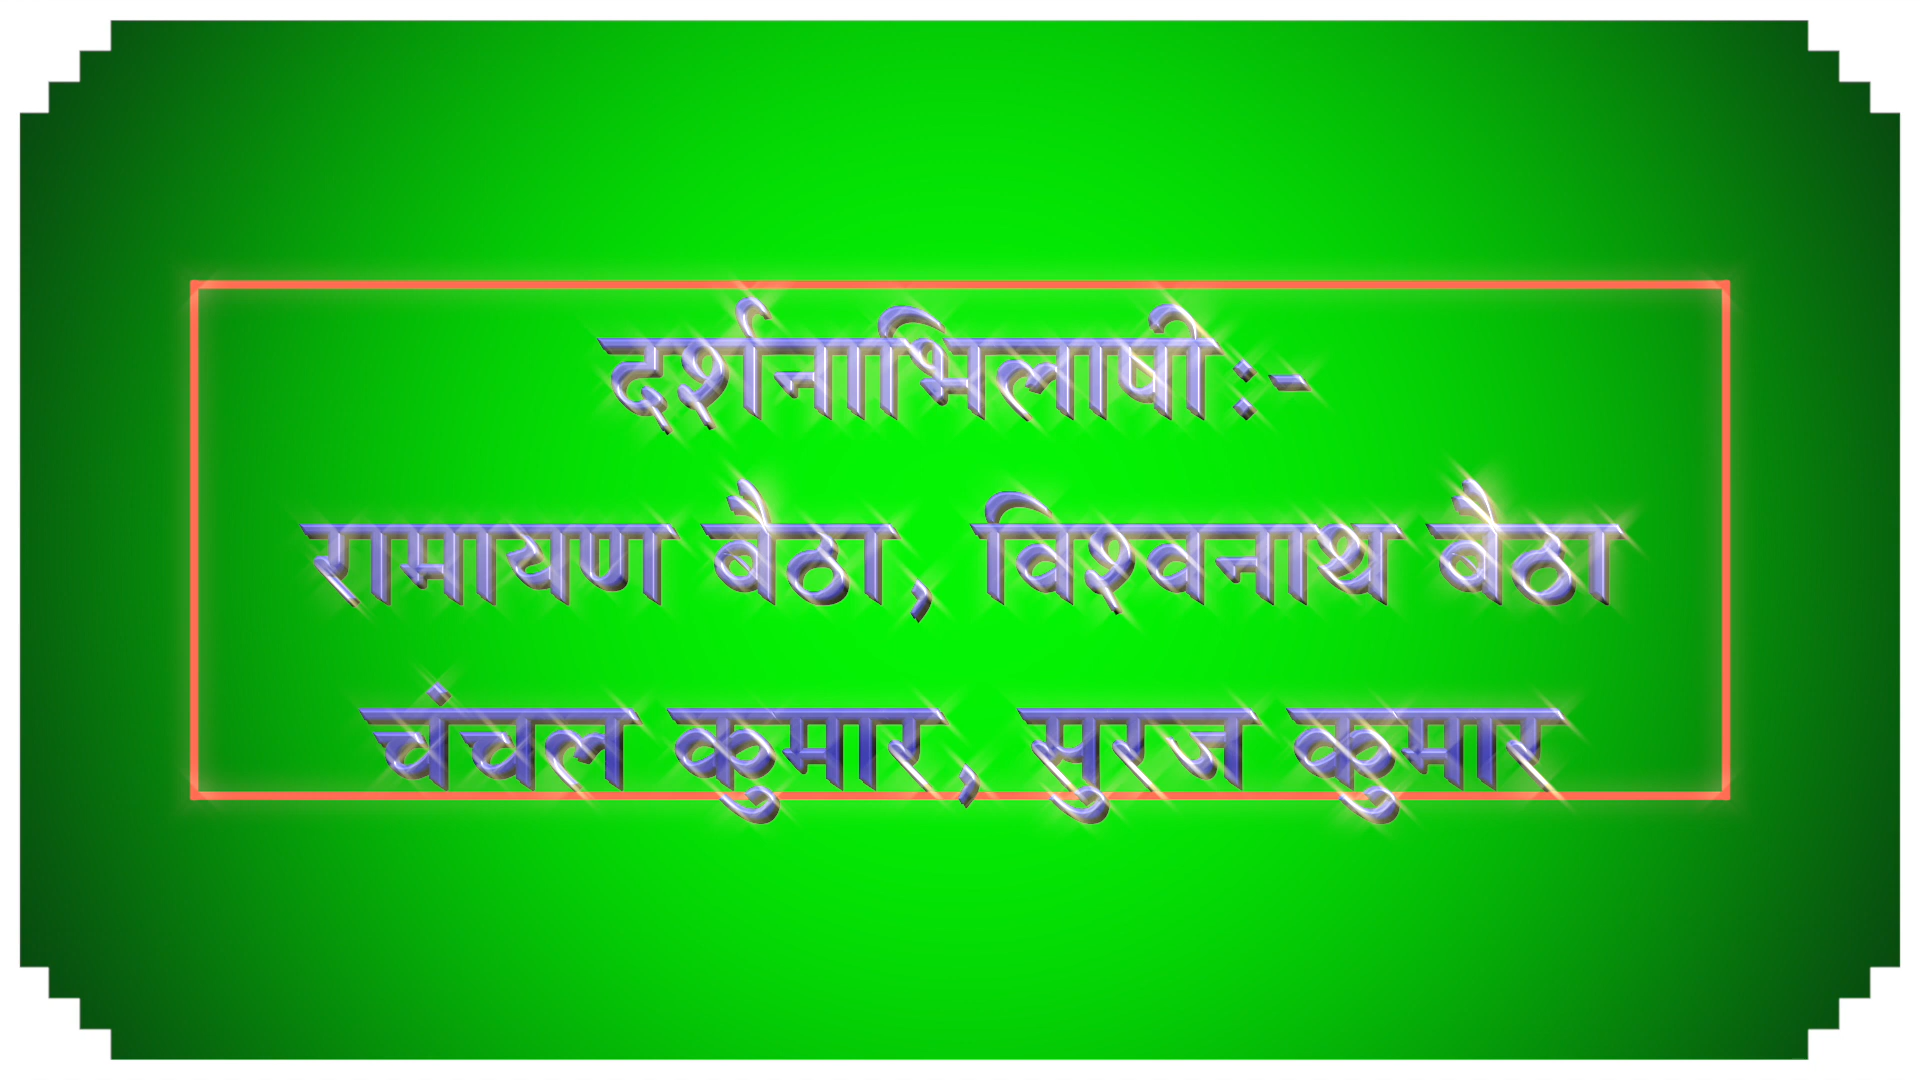 दर्शनाभिलाषी:-
रामायण बैठा, विश्वनाथ बैठा
चंचल कुमार, सुरज कुमार